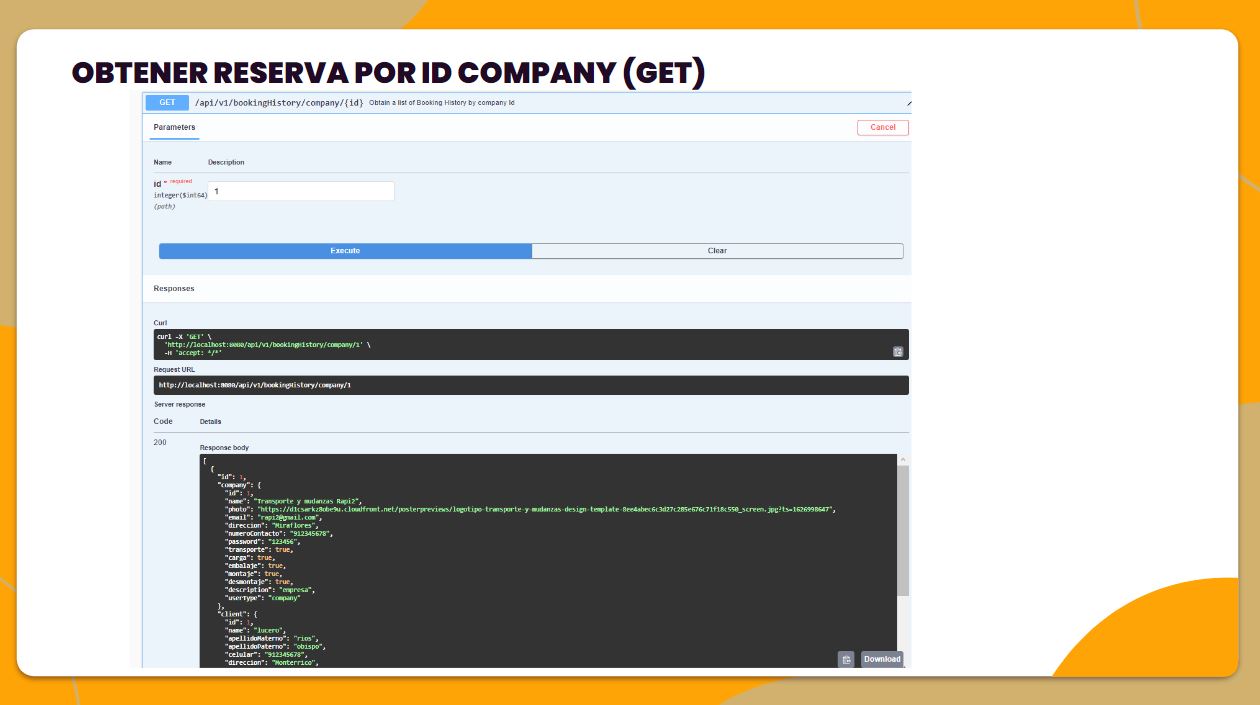 OBTENER RESERVA POR ID COMPANY (GET)
GET /api/v1/bookingHistory/company/{id} Obtain a list of Booking History by company Id
Parameters Cancel
Name Description
id * required
integer($int64) 1
(path)
Execute Clear
Responses
Curl
curl -X 'GET' \
'http://localhost:8080/api/v1/bookingHistory/company/1' \
-H 'accept: */*'
Request URL
http://localhost:8080/api/v1/bookingHistory/company/1
Server response
Code Details
200
Response body
[
{
"id": 1,
"company": {
"id": 1,
"name": "Transporte y mudanzas Rapi2",
"photo": "https://d1csarkz8obe9u.cloudfront.net/posterpreviews/logotipo-transporte-y-mudanzas-design-template-8ee4abec6c3d27c285e676c71f18c550_screen.jpg?ts=1626998647",
"email": "rapi2@gmail.com",
"direccion": "Miraflores",
"numeroContacto": "912345678",
"password": "123456",
"transporte": true,
"carga": true,
"embalaje": true,
"montaje": true,
"desmontaje": true,
"description": "empresa",
"userType": "company"
},
"client": {
"id": 1,
"name": "lucero",
"apellidoMaterno": "rios",
"apellidoPaterno": "obispo",
"celular": "912345678",
"direccion": "Monterrico",
Download